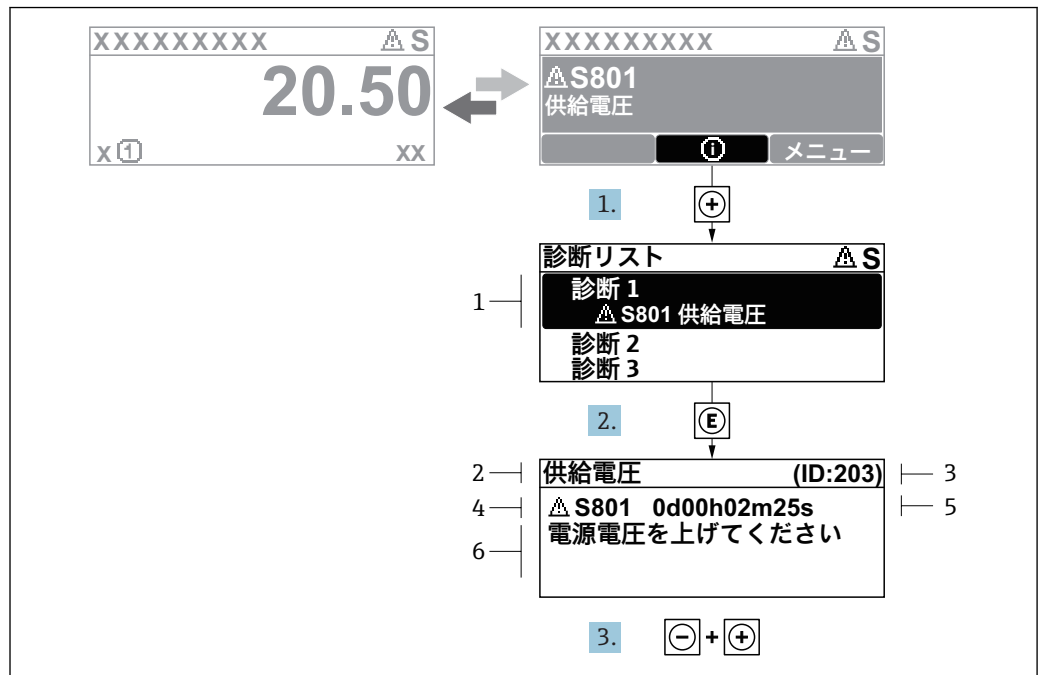 XXXXXXXXX ⚠ S
20.50
X 1 XX
XXXXXXXXX ⚠ S
⚠S801
供給電圧
i メニュー
1. +
診断リスト ⚠ S
1 診断 1
⚠ S801 供給電圧
診断 2
診断 3
2. E
2 供給電圧 (ID:203) 3
4 ⚠ S801 0d00h02m25s 5
6 電源電圧を上げてください
3. - + +